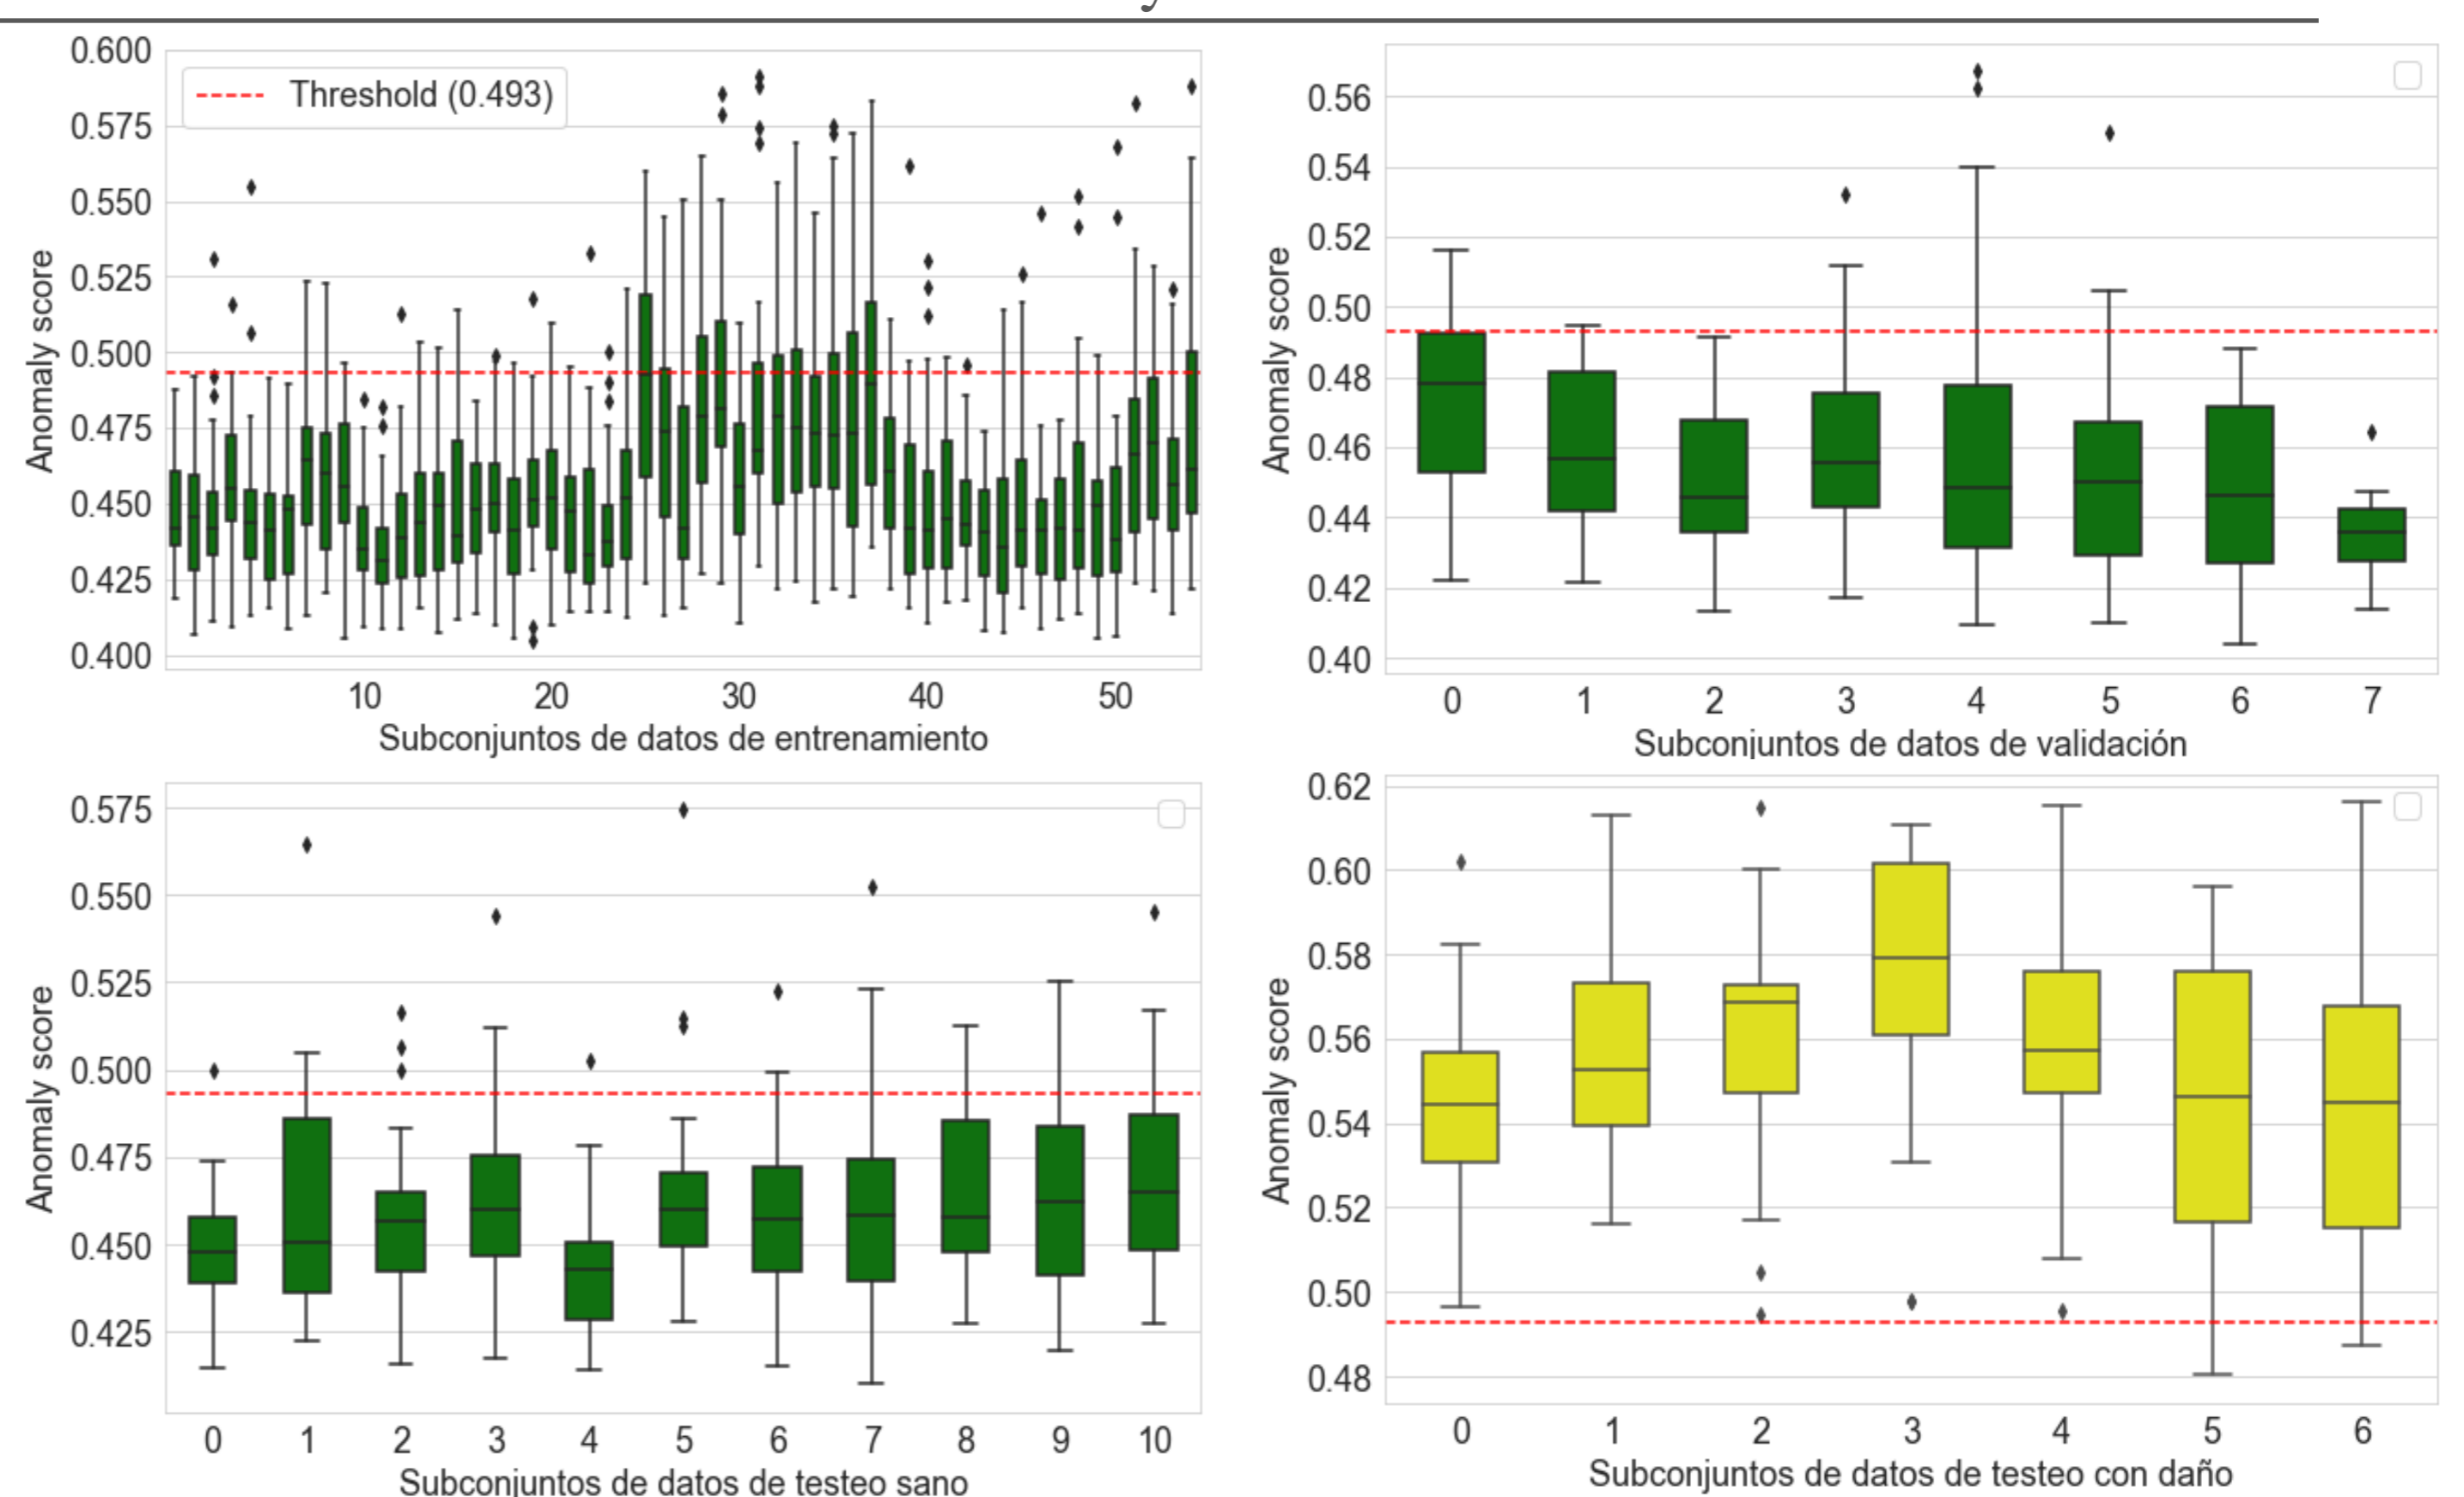 0.600
0.575
0.550
0.525
0.500
0.475
0.450
0.425
0.400
Anomaly score
Threshold (0.493)
10 20 30 40 50
Subconjuntos de datos de entrenamiento
0.56
0.54
0.52
0.50
0.48
0.46
0.44
0.42
0.40
Anomaly score
0 1 2 3 4 5 6 7
Subconjuntos de datos de validación
0.575
0.550
0.525
0.500
0.475
0.450
0.425
Anomaly score
0 1 2 3 4 5 6 7 8 9 10
Subconjuntos de datos de testeo sano
0.62
0.60
0.58
0.56
0.54
0.52
0.50
0.48
Anomaly score
0 1 2 3 4 5 6
Subconjuntos de datos de testeo con daño